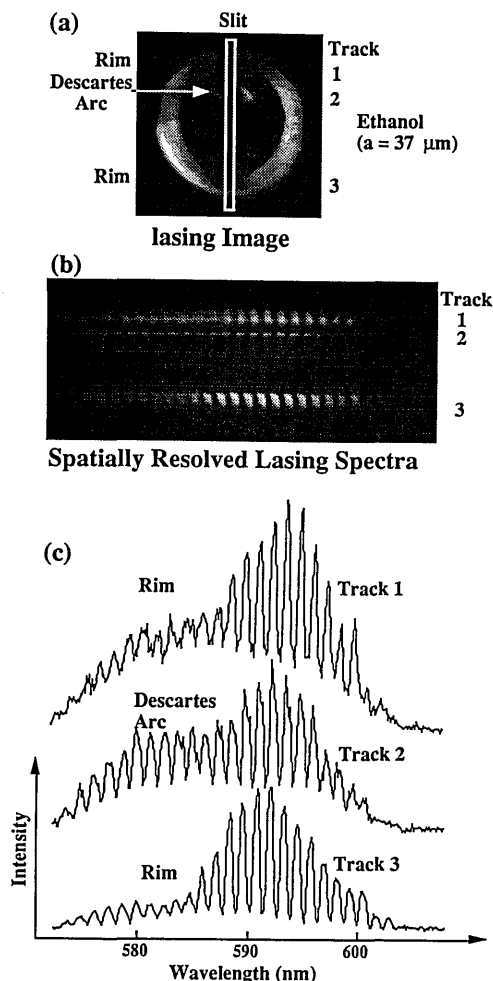 (a)
Slit
Rim
Descartes
Arc
Rim
Track
1
2
3
Ethanol
(a = 37 μm)
lasing Image
(b)
Track
1
2
3
Spatially Resolved Lasing Spectra
(c)
Rim
Track 1
Descartes
Arc
Track 2
Rim
Track 3
Intensity
580
590
600
Wavelength (nm)